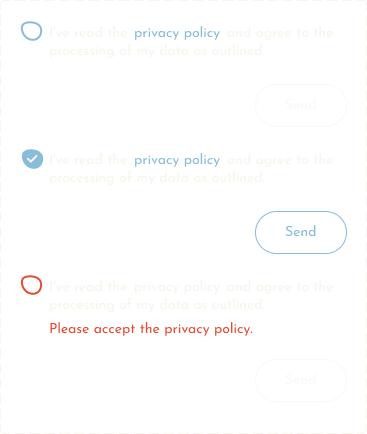 I've read the privacy policy and agree to the
processing of my data as outlined.
Send
I've read the privacy policy and agree to the
processing of my data as outlined.
Send
I've read the privacy policy and agree to the
processing of my data as outlined.
Please accept the privacy policy.
Send